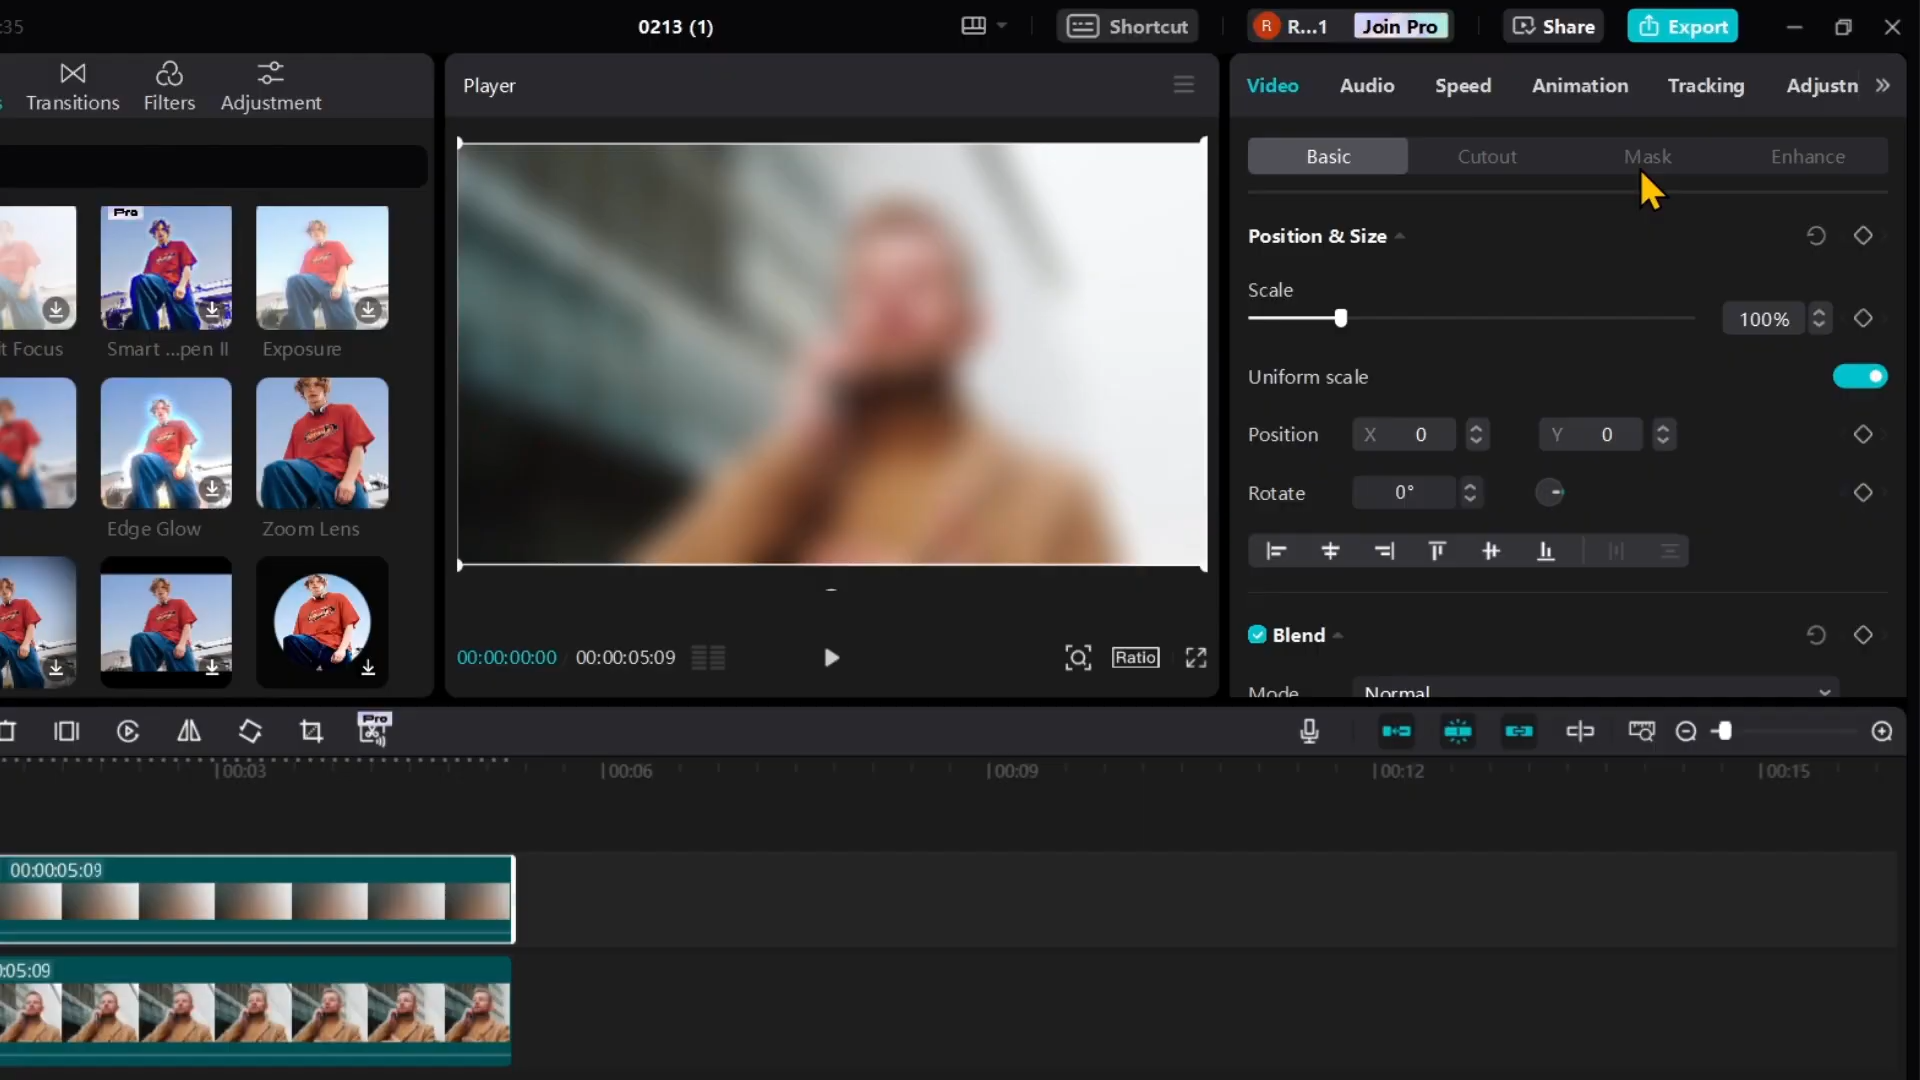 :35
0213 (1)
Shortcut
R R...1
Join Pro
Share
Export
Transitions
Filters
Adjustment
Player
Video
Audio
Speed
Animation
Tracking
Adjustn
Basic
Cutout
Mask
Enhance
Pro
t Focus
Smart ...pen II
Exposure
Edge Glow
Zoom Lens
Position & Size
Scale
100%
Uniform scale
Position X 0 Y 0
Rotate 0°
Blend
Mode Normal
00:00:00:00 00:00:05:09
Ratio
Pro
00:03
00:06
00:09
00:12
00:15
00:00:05:09
:05:09